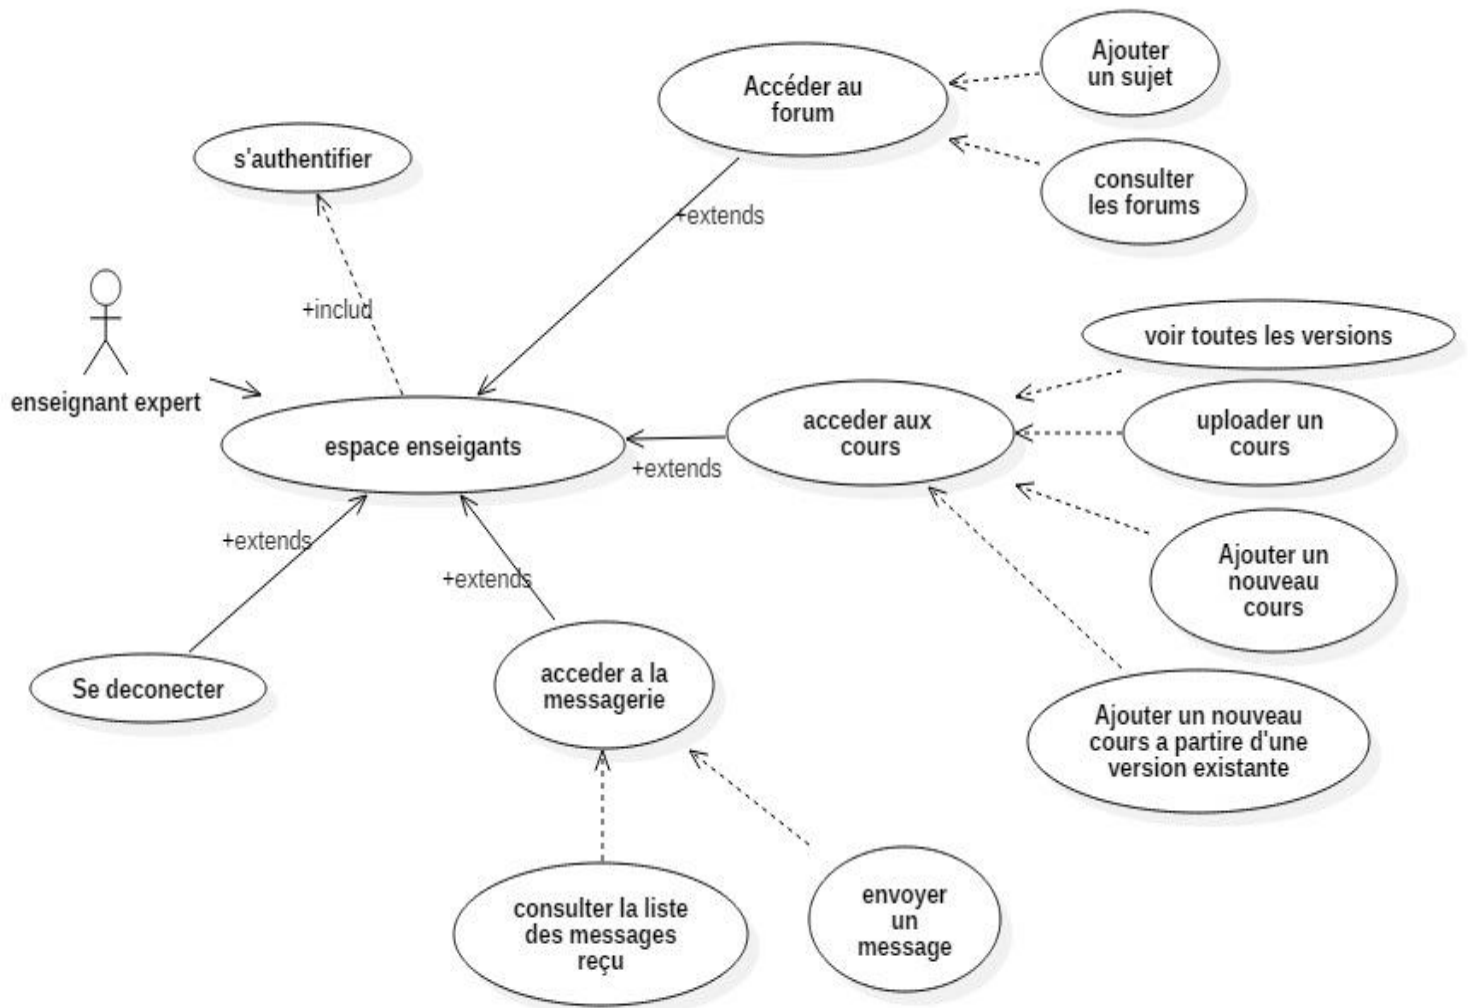 Ajouter
un sujet
Accéder au
forum
s'authentifier
consulter
les forums
+extends
+includ
enseignant expert
voir toutes les versions
acceder aux
cours
uploader un
cours
espace enseigants
+extends
+extends
+extends
Ajouter un
nouveau
cours
Se deconecter
acceder a la
messagerie
Ajouter un nouveau
cours a partire d'une
version existante
consulter la liste
des messages
reçu
envoyer
un
message